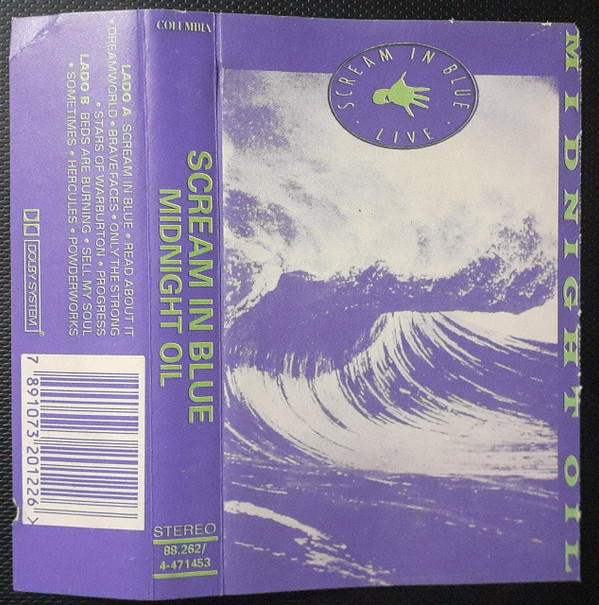 LADO A SCREAM IN BLUE • READ ABOUT IT
• DREAMWORLD • BRAVE FACES • ONLY THE STRONG
• STARS OF WARBURTON • PROGRESS
LADO B BEDS ARE BURNING • SELL MY SOUL
• SOMETIMES • HERCULES • POWDERWORKS
DOLBY SYSTEM
7 891073 201226 >
COLUMBIA
SCREAM IN BLUE
MIDNIGHT OIL
STEREO
88.262/
4-471453
SCREAM IN BLUE
• LIVE •
MIDNIGHT OIL